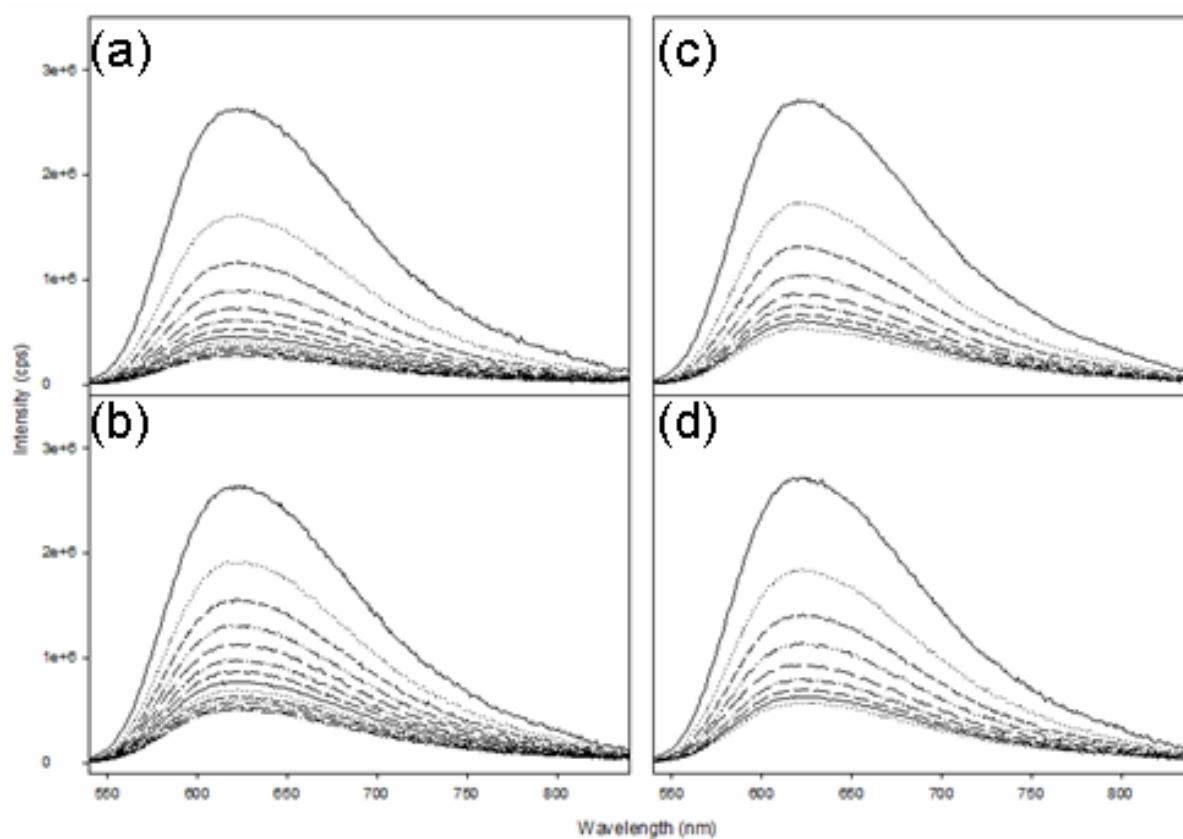 (a)
(c)
3e+6
2e+6
1e+6
0
(b)
(d)
3e+6
2e+6
1e+6
0
Intensity (cps)
550 600 650 700 750 800 550 600 650 700 750 800
Wavelength (nm)